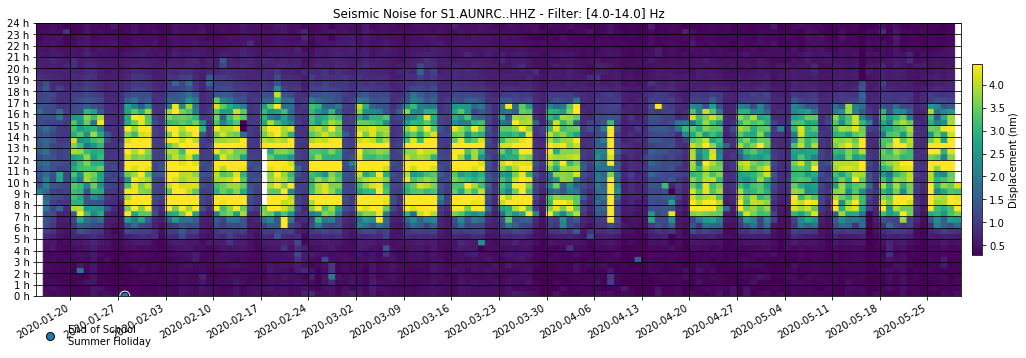 Seismic Noise for S1.AUNRC..HHZ - Filter: [4.0-14.0] Hz
24 h
23 h
22 h
21 h
20 h
19 h
18 h
17 h
16 h
15 h
14 h
13 h
12 h
11 h
10 h
9 h
8 h
7 h
6 h
5 h
4 h
3 h
2 h
1 h
0 h
4.0
3.5
3.0
2.5
2.0
1.5
1.0
0.5
Displacement (nm)
2020-01-20
2020-01-27
2020-02-03
2020-02-10
2020-02-17
2020-02-24
2020-03-02
2020-03-09
2020-03-16
2020-03-23
2020-03-30
2020-04-06
2020-04-13
2020-04-20
2020-04-27
2020-05-04
2020-05-11
2020-05-18
2020-05-25
End of School
Summer Holiday